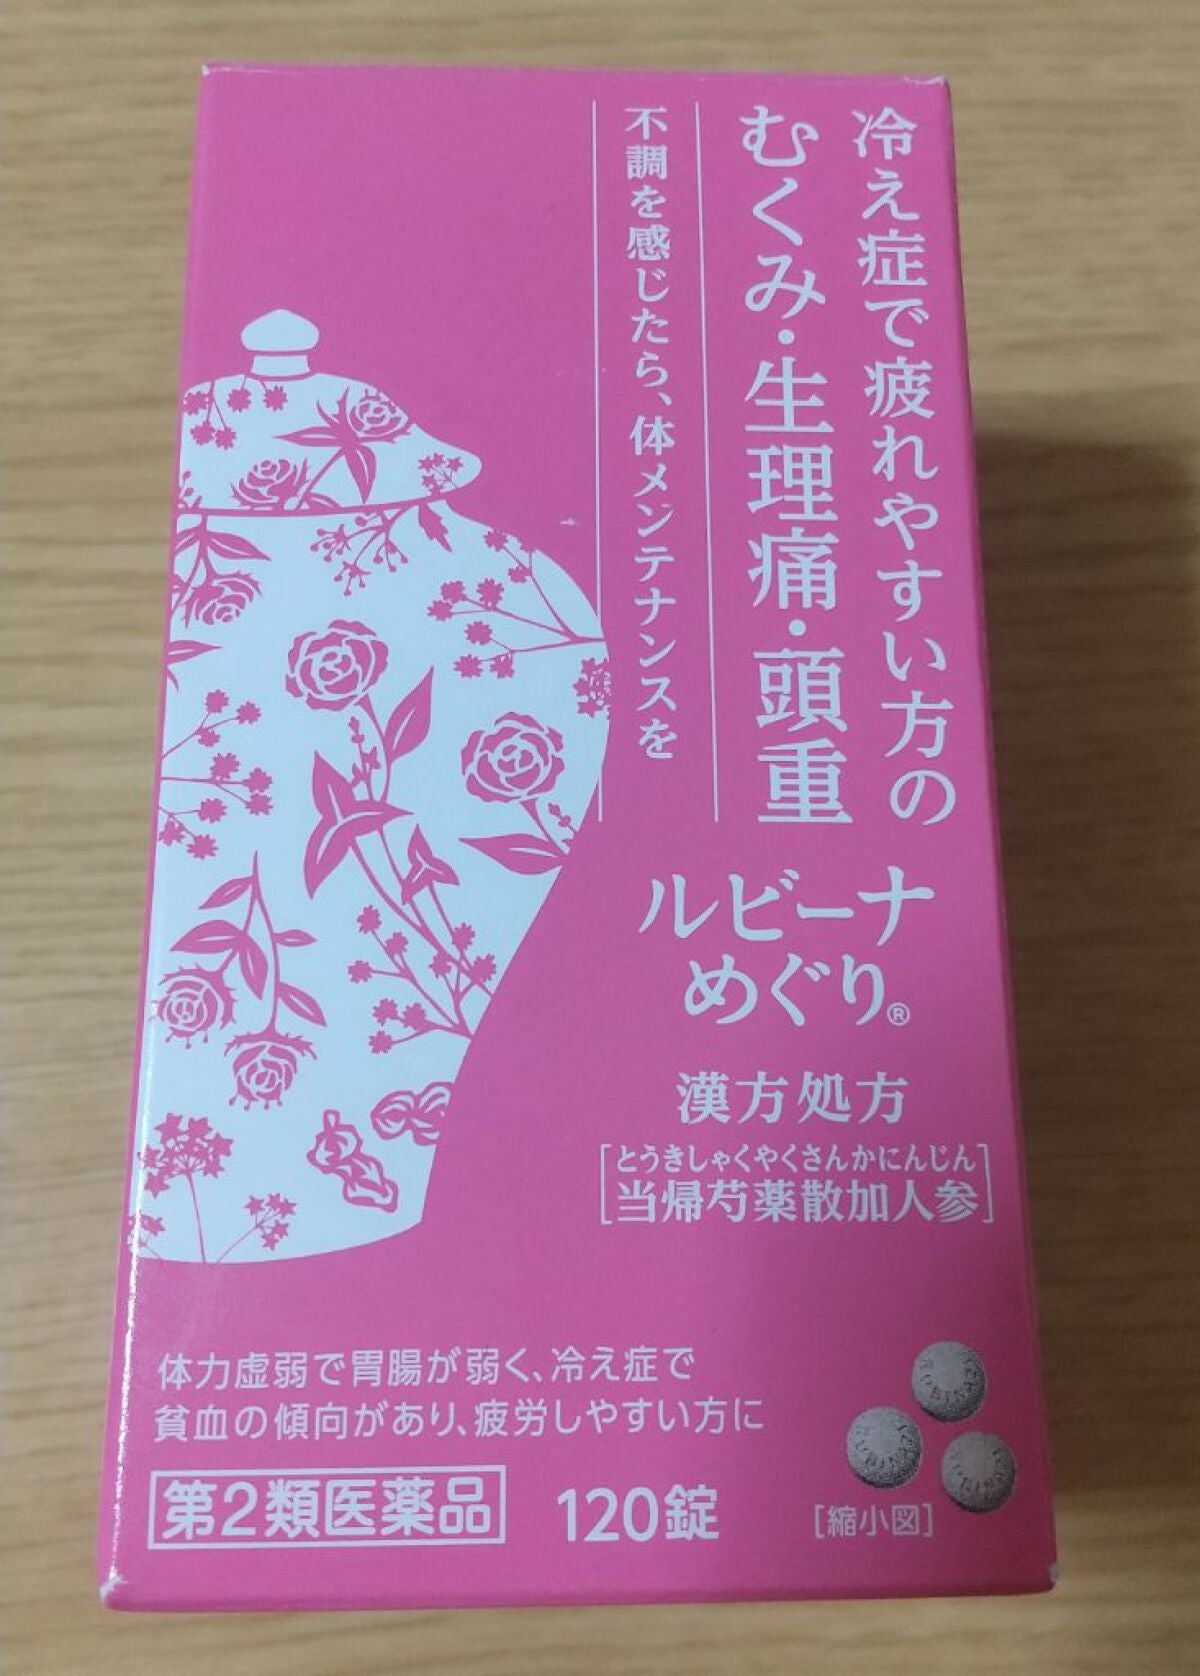 冷え症で疲れやすい方の
むくみ・生理痛・頭重
不調を感じたら、体メンテナンスを
ルビーナ
めぐり®
漢方処方
とうきしゃくやくさんかにんじん
[当帰芍薬散加人参]
体力虚弱で胃腸が弱く、冷え症で
貧血の傾向があり、疲労しやすい方に
第2類医薬品
120錠
[縮小図]